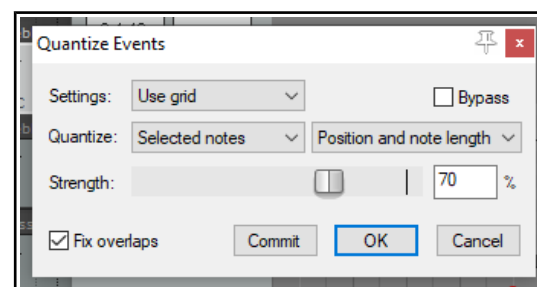 Quantize Events
Settings: Use grid Bypass
Quantize: Selected notes Position and note length
Strength: 70 %
Fix overlaps Commit OK Cancel